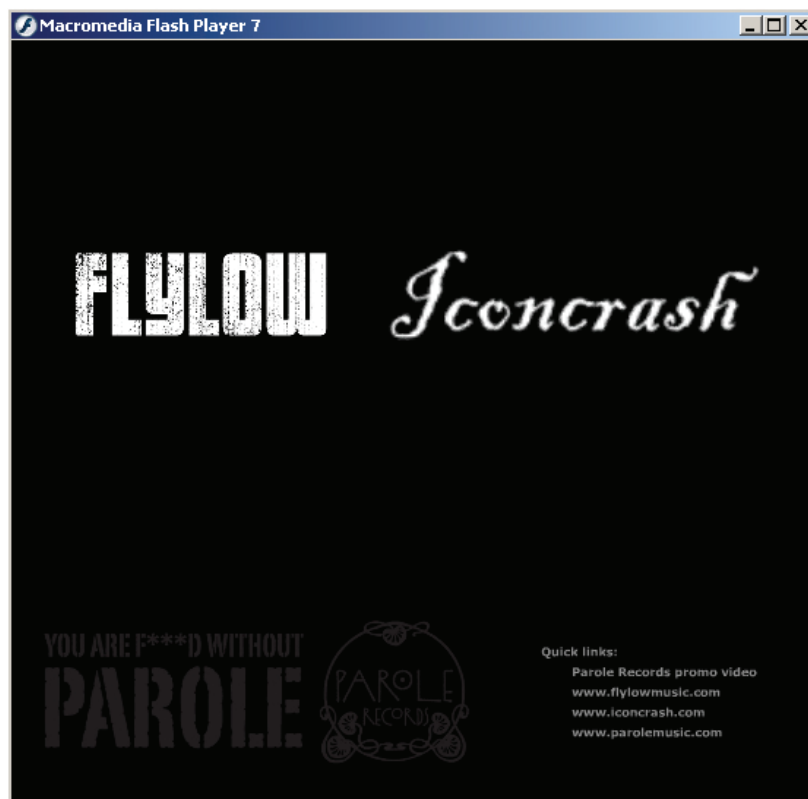 Macromedia Flash Player 7
FLYLOW
Iconcrash
YOU ARE F***D WITHOUT
PAROLE
PAROLE
RECORDS
Quick links:
Parole Records promo video
www.flylowmusic.com
www.iconcrash.com
www.parolemusic.com